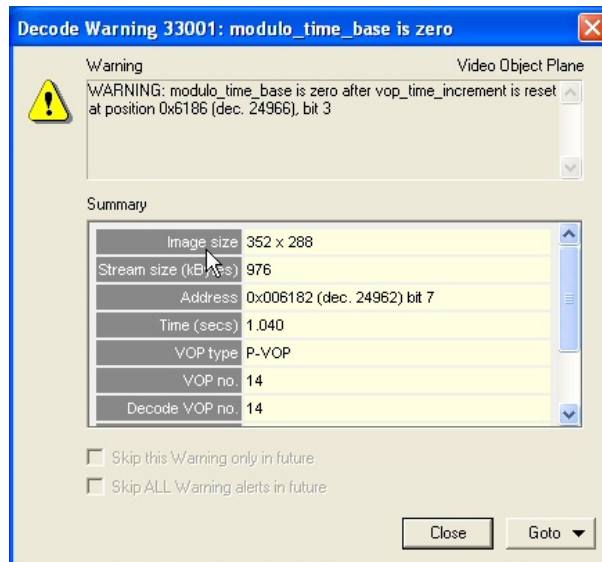 Decode Warning 33001: modulo_time_base is zero
Warning Video Object Plane
WARNING: modulo_time_base is zero after vop_time_increment is reset
at position 0x6186 (dec. 24966), bit 3
Summary
Image size 352 x 288
Stream size (kBytes) 976
Address 0x006182 (dec. 24962) bit 7
Time (secs) 1.040
VOP type P-VOP
VOP no. 14
Decode VOP no. 14
Skip this Warning only in future
Skip ALL Warning alerts in future
Close Goto